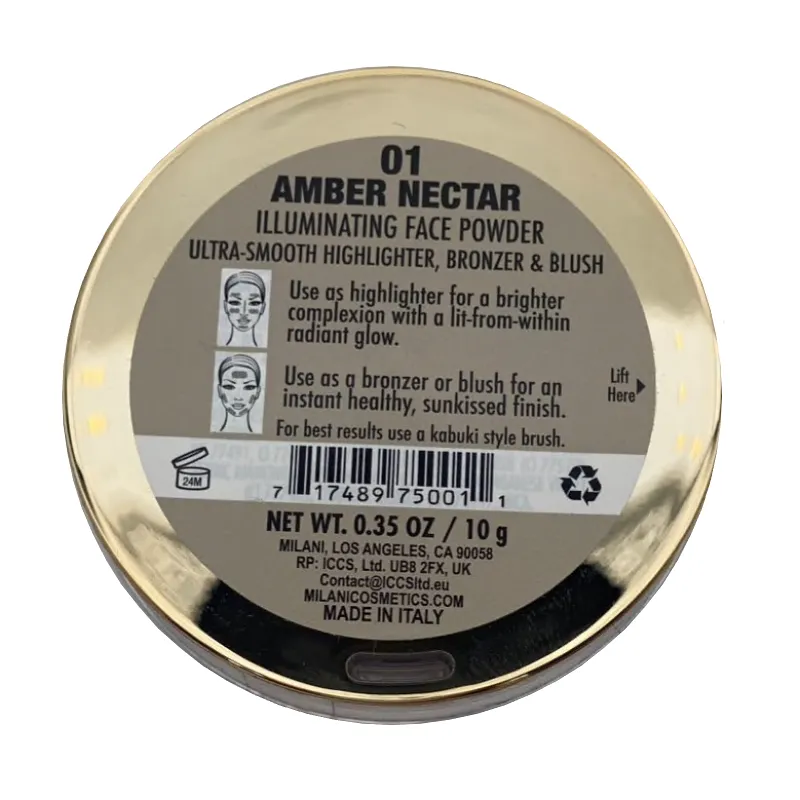 01
AMBER NECTAR
ILLUMINATING FACE POWDER
ULTRA-SMOOTH HIGHLIGHTER, BRONZER & BLUSH
Use as highlighter for a brighter
complexion with a lit-from-within
radiant glow.
Use as a bronzer or blush for an
instant healthy, sunkissed finish.
Lift
Here
For best results use a kabuki style brush.
24M
7 17489 75001 1
NET WT. 0.35 OZ / 10 g
MILANI, LOS ANGELES, CA 90058
RP: ICCS, Ltd. UB8 2FX, UK
Contact@ICCSltd.eu
MILANICOSMETICS.COM
MADE IN ITALY